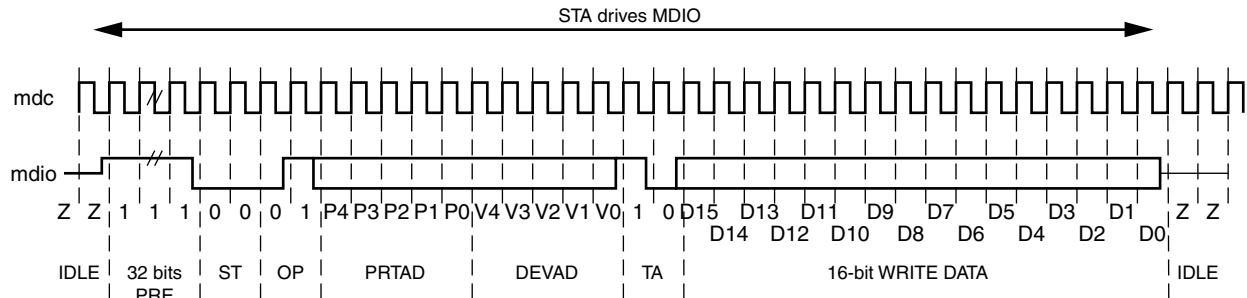 STA drives MDIO
mdc
mdio
Z Z 1 1 1 0 0 0 1 P4 P3 P2 P1 P0 V4 V3 V2 V1 V0 1 0 D15 D13 D11 D9 D7 D5 D3 D1 Z Z
D14 D12 D10 D8 D6 D4 D2 D0
IDLE 32 bits ST OP PRTAD DEVAD TA 16-bit WRITE DATA IDLE
PRE